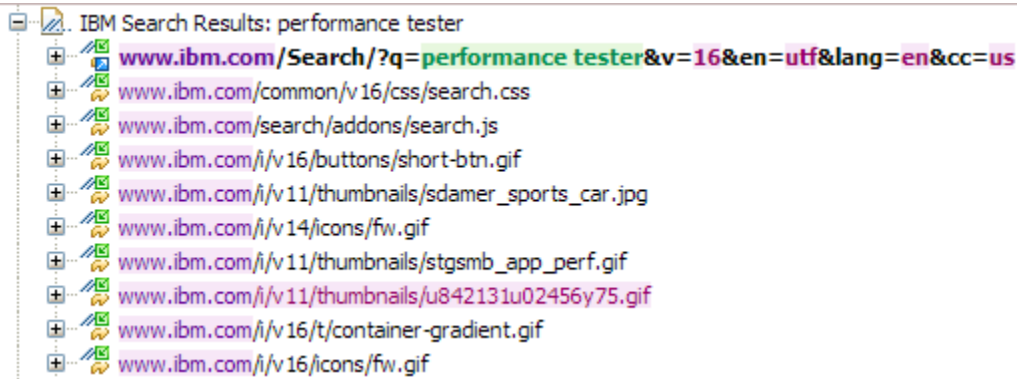 IBM Search Results: performance tester
www.ibm.com/Search/?q=performance tester&v=16&en=utf&lang=en&cc=us
www.ibm.com/common/v16/css/search.css
www.ibm.com/search/addons/search.js
www.ibm.com/i/v16/buttons/short-btn.gif
www.ibm.com/i/v11/thumbnails/sdamer_sports_car.jpg
www.ibm.com/i/v14/icons/fw.gif
www.ibm.com/i/v11/thumbnails/stgsmb_app_perf.gif
www.ibm.com/i/v11/thumbnails/u842131u02456y75.gif
www.ibm.com/i/v16/t/container-gradient.gif
www.ibm.com/i/v16/icons/fw.gif